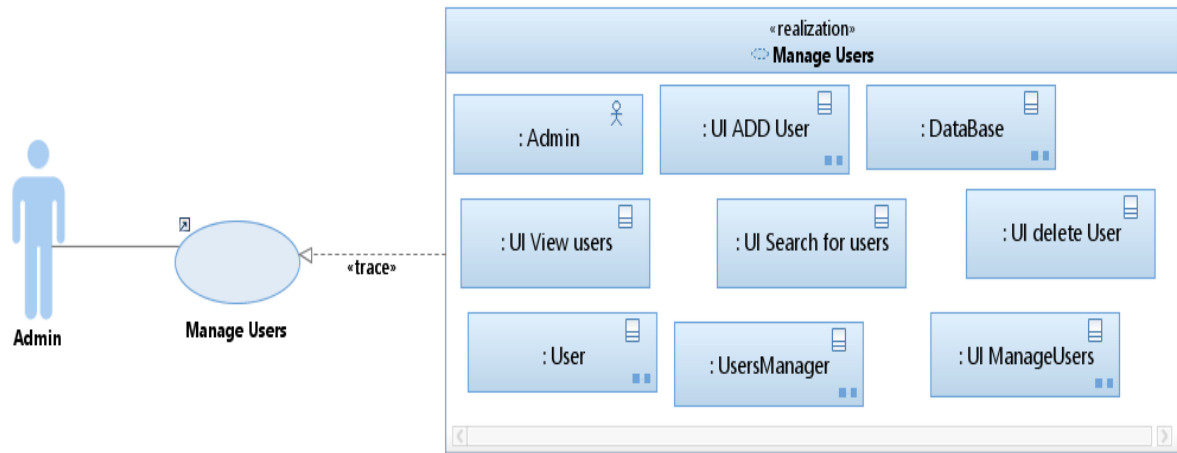 «realization»
Manage Users
: Admin
: UI ADD User
: DataBase
: UI View users
: UI Search for users
: UI delete User
: User
: UsersManager
: UI ManageUsers
«trace»
Admin
Manage Users